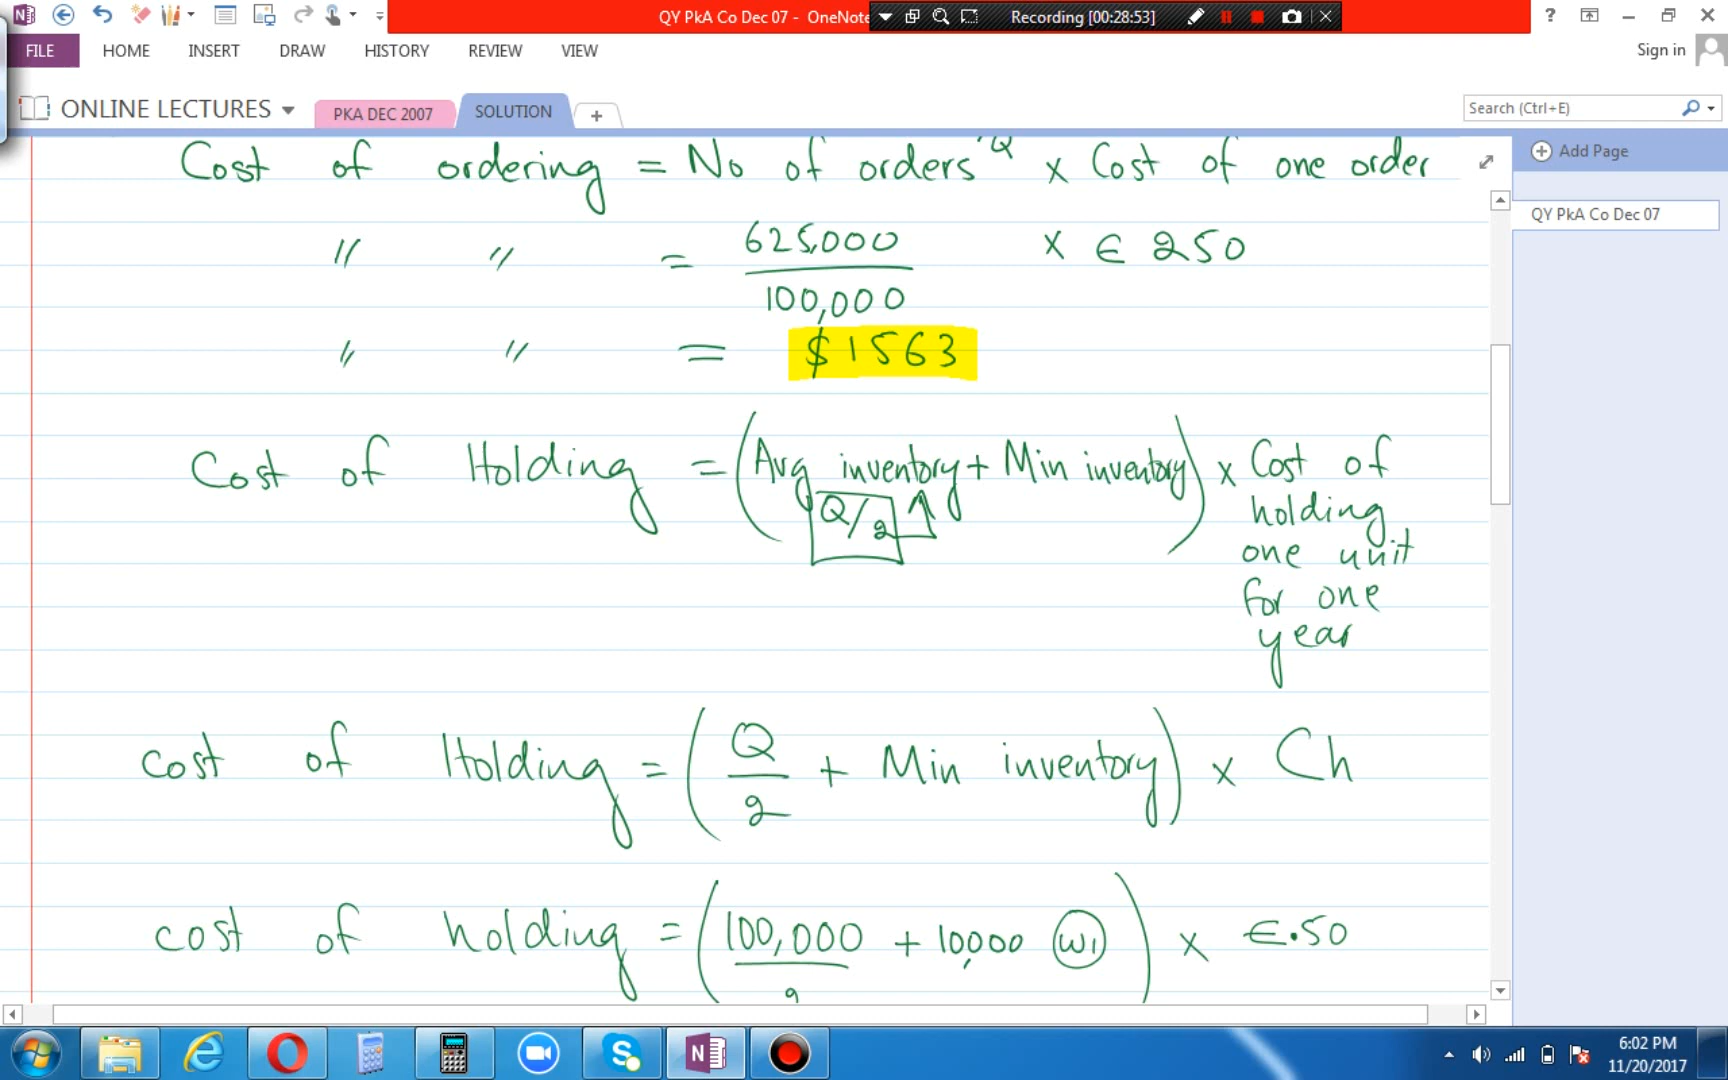 QY PkA Co Dec 07 - OneNote
Recording [00:28:53]
FILE HOME INSERT DRAW HISTORY REVIEW VIEW
Sign in
ONLINE LECTURES PKA DEC 2007 SOLUTION
Search (Ctrl+E)
Add Page
QY PkA Co Dec 07
Q
Cost of ordering = No of orders x Cost of one order
〃 〃 = 625,000 x € 250
100,000
〃 〃 = $1563
Cost of Holding = (Avg inventory + Min inventory) x Cost of
Q/2
holding
one unit
for one
year
cost of Holding = (Q + Min inventory) x Ch
2
cost of holding = (100,000 + 10,000 (w1)) x €.50
2
6:02 PM
11/20/2017